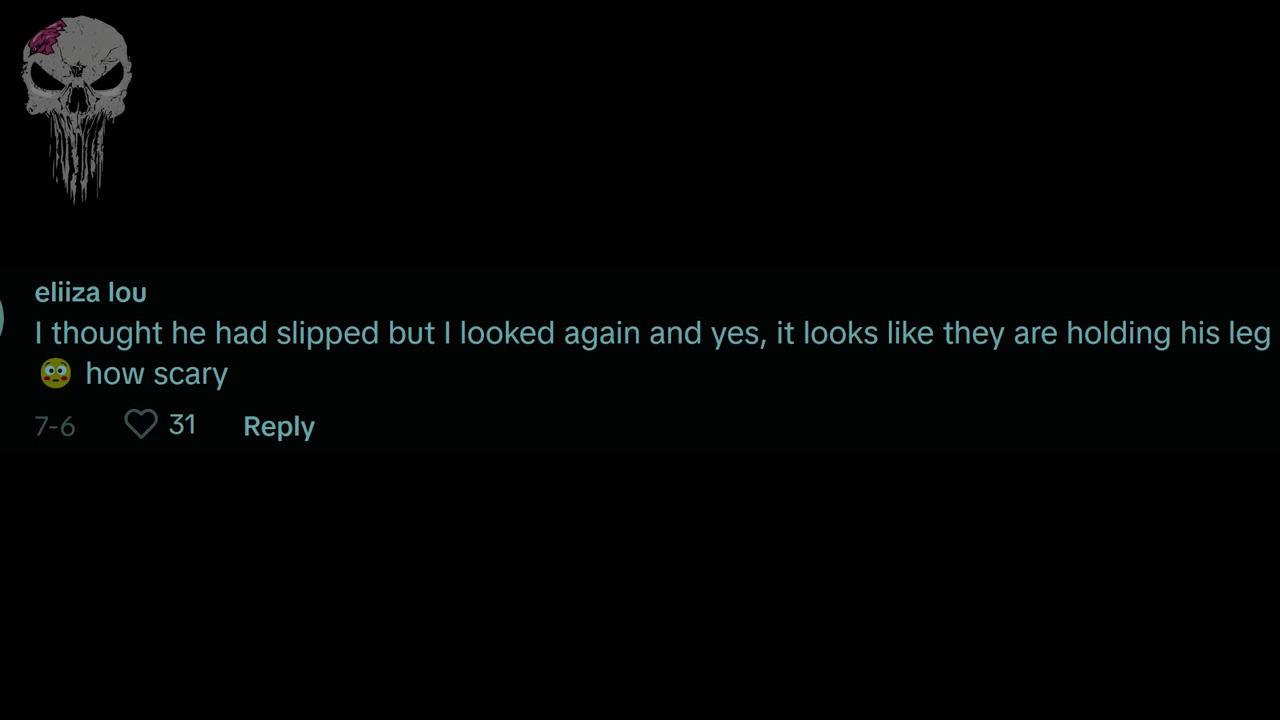 eliiza lou
I thought he had slipped but I looked again and yes, it looks like they are holding his leg
😳 how scary
7-6 31 Reply